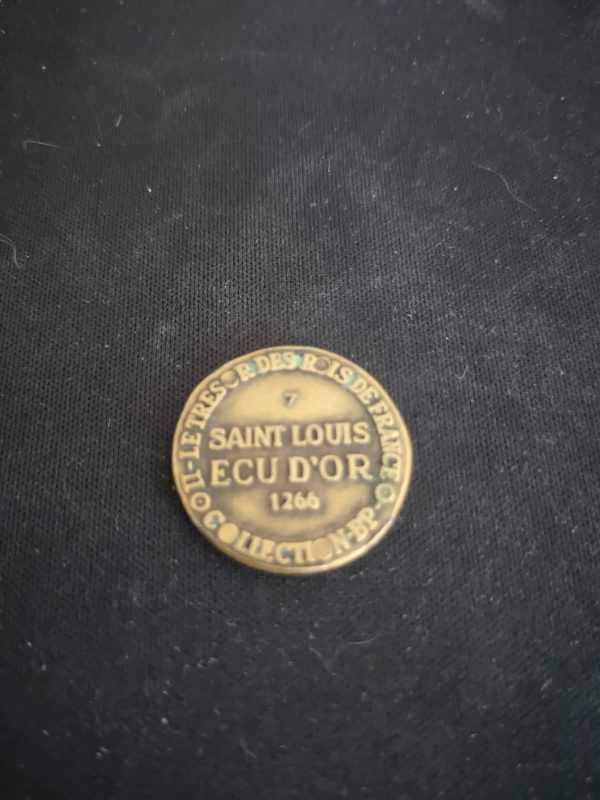 II-LE TRESOR DES ROIS DE FRANCE
7
SAINT LOUIS
ECU D'OR
1266
COLLECTION-BP-